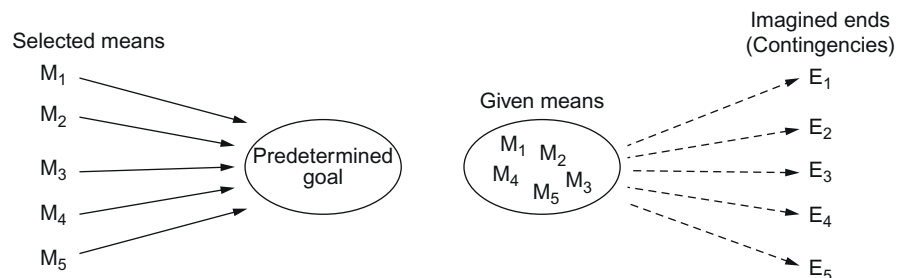 Selected means
M1
M2
M3
M4
M5
Predetermined
goal
Given means
M1 M2
M4 M3
M5
Imagined ends
(Contingencies)
E1
E2
E3
E4
E5